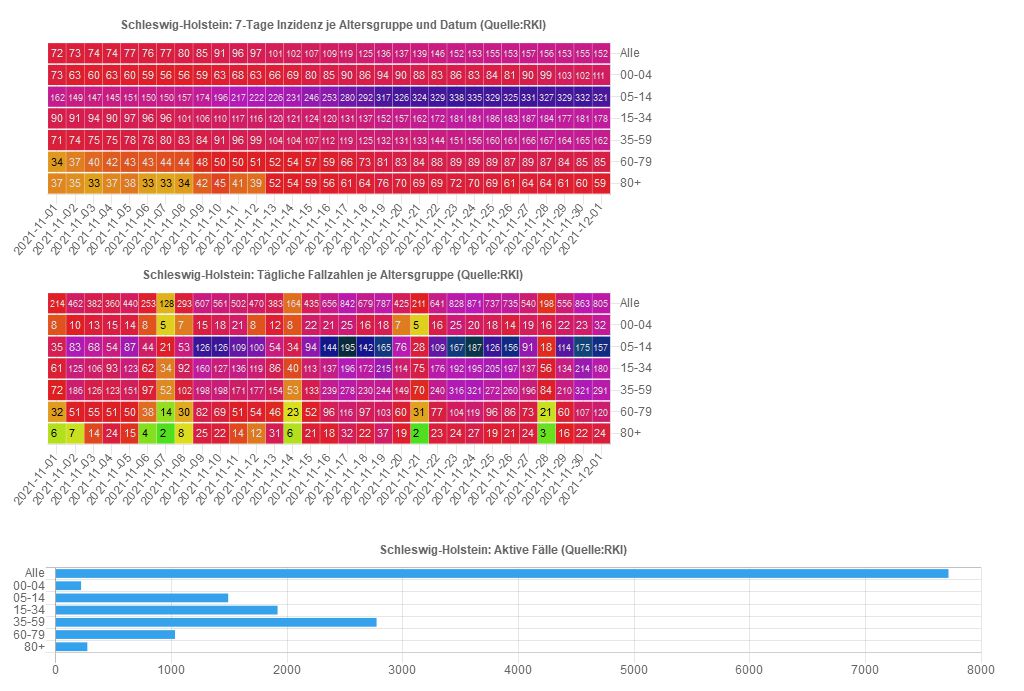 Schleswig-Holstein: 7-Tage Inzidenz je Altersgruppe und Datum (Quelle:RKI)
72 73 74 74 77 76 77 80 85 91 96 97 101 102 107 109 119 125 136 137 139 146 152 153 155 153 157 156 153 155 152 Alle
73 63 60 63 60 59 56 56 59 63 68 63 66 69 80 85 90 86 94 90 88 83 86 83 84 81 90 99 103 102 111 00-04
162 149 147 145 151 150 150 157 174 196 217 222 226 231 246 253 280 292 317 326 324 329 338 335 329 325 331 327 329 332 321 05-14
90 91 94 90 97 96 96 101 106 110 117 116 120 121 124 120 131 137 152 157 162 172 181 181 186 183 187 184 177 181 178 15-34
71 74 75 75 78 78 80 83 84 91 96 99 104 104 107 112 119 125 132 131 133 144 151 156 160 161 166 167 164 165 162 35-59
34 37 40 42 43 43 44 44 48 50 50 51 52 54 57 59 66 73 81 83 84 88 89 89 89 87 89 87 84 85 85 60-79
37 35 33 37 38 33 33 34 42 45 41 39 52 54 59 56 61 64 76 70 69 69 72 70 69 61 64 64 61 60 59 80+
2021-11-01 2021-11-02 2021-11-03 2021-11-04 2021-11-05 2021-11-06 2021-11-07 2021-11-08 2021-11-09 2021-11-10 2021-11-11 2021-11-12 2021-11-13 2021-11-14 2021-11-15 2021-11-16 2021-11-17 2021-11-18 2021-11-19 2021-11-20 2021-11-21 2021-11-22 2021-11-23 2021-11-24 2021-11-25 2021-11-26 2021-11-27 2021-11-28 2021-11-29 2021-11-30 2021-12-01
Schleswig-Holstein: Tägliche Fallzahlen je Altersgruppe (Quelle:RKI)
214 462 382 360 440 253 128 293 607 561 502 470 383 164 435 656 842 679 787 425 211 641 828 871 737 735 540 198 556 863 805 Alle
8 10 13 15 14 8 5 7 15 18 21 8 12 8 22 21 25 16 18 7 5 16 25 20 18 14 19 16 22 23 32 00-04
35 83 68 54 87 44 21 53 126 126 109 100 54 34 94 144 195 142 165 76 28 109 167 187 126 156 91 18 114 175 157 05-14
61 125 106 93 123 62 34 92 160 127 136 119 86 40 113 137 196 172 215 114 75 176 192 195 205 197 137 56 134 214 180 15-34
72 186 126 123 151 97 52 102 198 198 171 177 154 53 133 239 278 230 244 149 70 240 316 321 272 260 196 84 210 321 291 35-59
32 51 55 51 50 38 14 30 82 69 51 54 46 23 52 96 116 97 103 60 31 77 104 119 96 86 73 21 60 107 120 60-79
6 7 14 24 15 4 2 8 25 22 14 12 31 6 21 18 32 22 37 19 2 23 24 27 19 21 24 3 16 22 24 80+
2021-11-01 2021-11-02 2021-11-03 2021-11-04 2021-11-05 2021-11-06 2021-11-07 2021-11-08 2021-11-09 2021-11-10 2021-11-11 2021-11-12 2021-11-13 2021-11-14 2021-11-15 2021-11-16 2021-11-17 2021-11-18 2021-11-19 2021-11-20 2021-11-21 2021-11-22 2021-11-23 2021-11-24 2021-11-25 2021-11-26 2021-11-27 2021-11-28 2021-11-29 2021-11-30 2021-12-01
Schleswig-Holstein: Aktive Fälle (Quelle:RKI)
Alle
00-04
05-14
15-34
35-59
60-79
80+
0 1000 2000 3000 4000 5000 6000 7000 8000